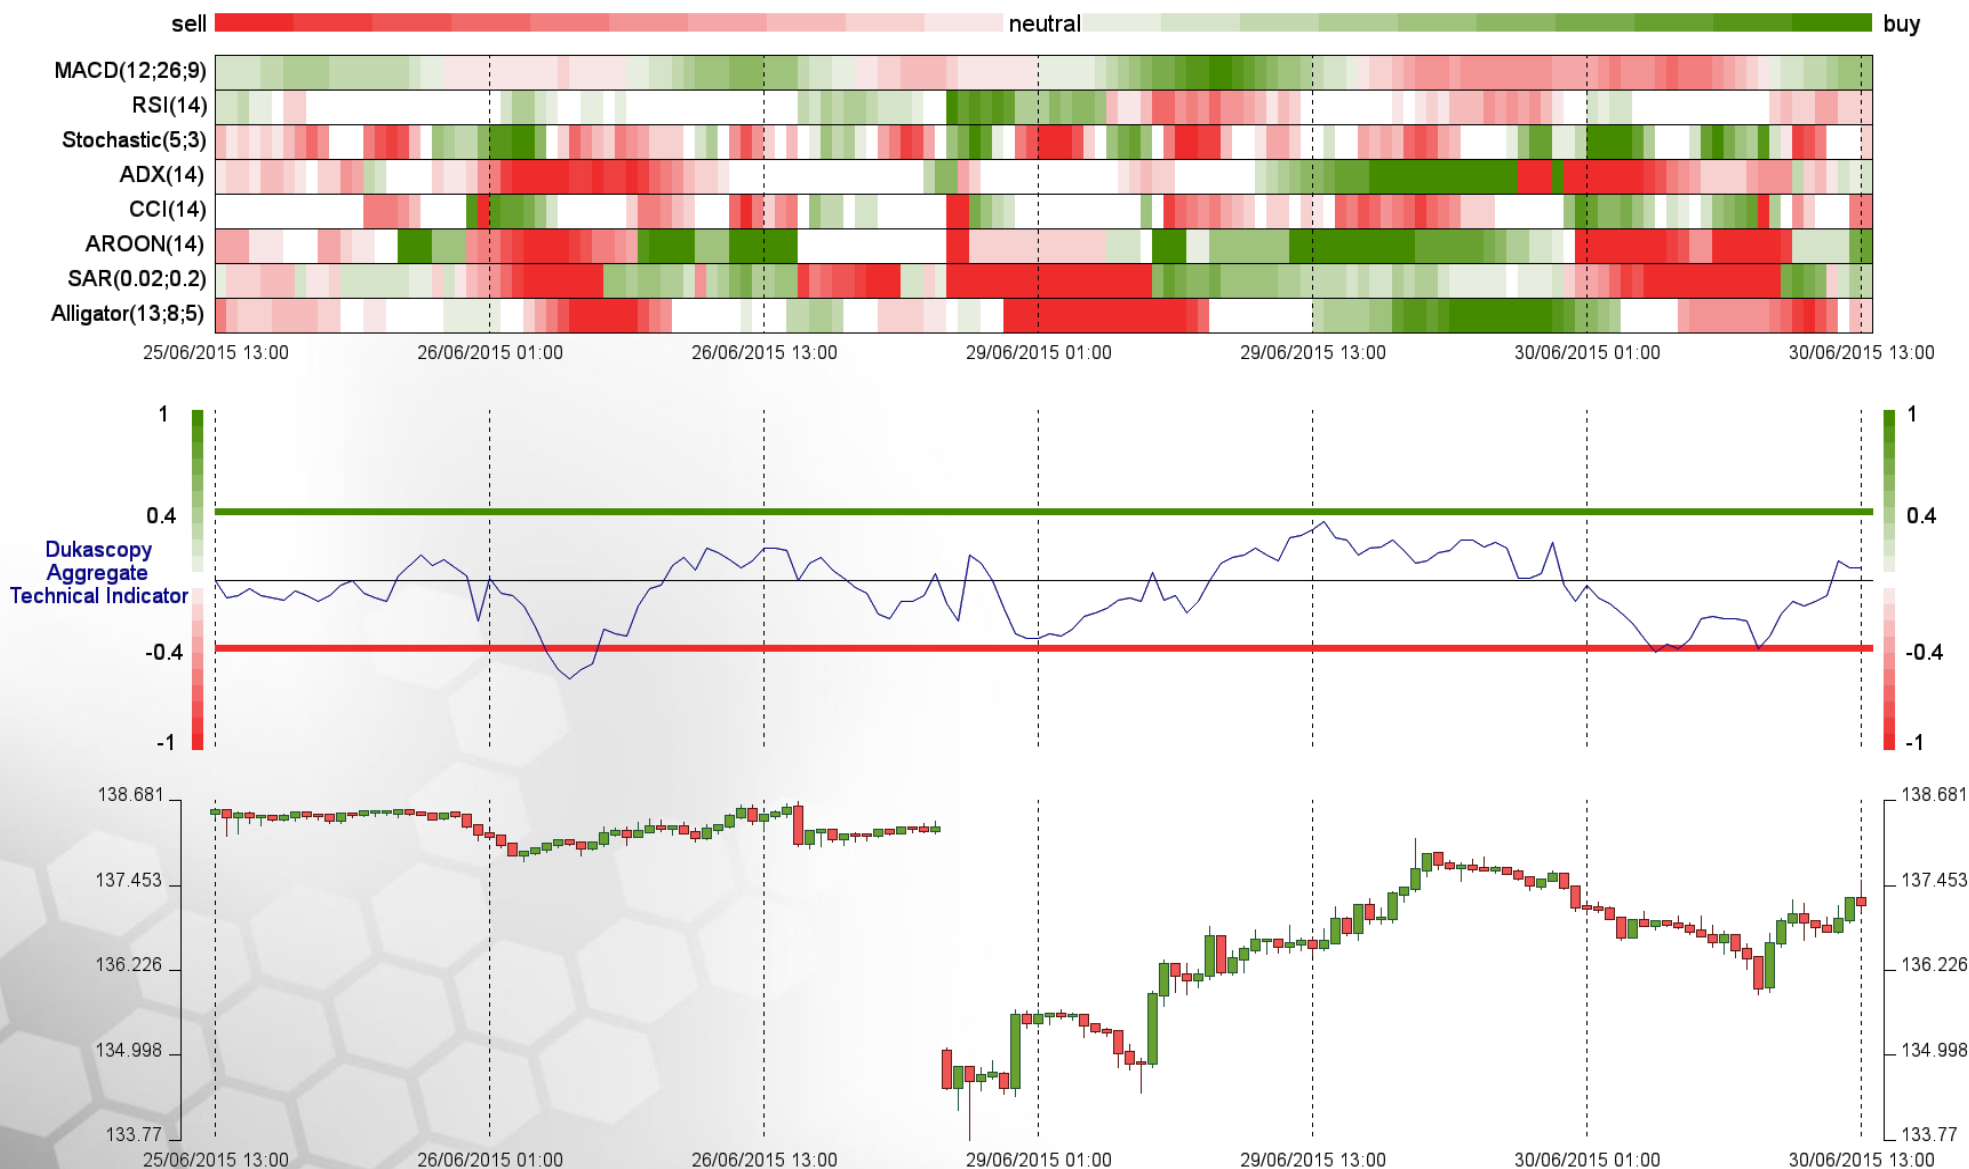 sell neutral buy
MACD(12;26;9)
RSI(14)
Stochastic(5;3)
ADX(14)
CCI(14)
AROON(14)
SAR(0.02;0.2)
Alligator(13;8;5)
25/06/2015 13:00 26/06/2015 01:00 26/06/2015 13:00 29/06/2015 01:00 29/06/2015 13:00 30/06/2015 01:00 30/06/2015 13:00
1 1
0.4 0.4
Dukascopy
Aggregate
Technical Indicator
-0.4 -0.4
-1 -1
138.681 138.681
137.453 137.453
136.226 136.226
134.998 134.998
133.77 133.77
25/06/2015 13:00 26/06/2015 01:00 26/06/2015 13:00 29/06/2015 01:00 29/06/2015 13:00 30/06/2015 01:00 30/06/2015 13:00